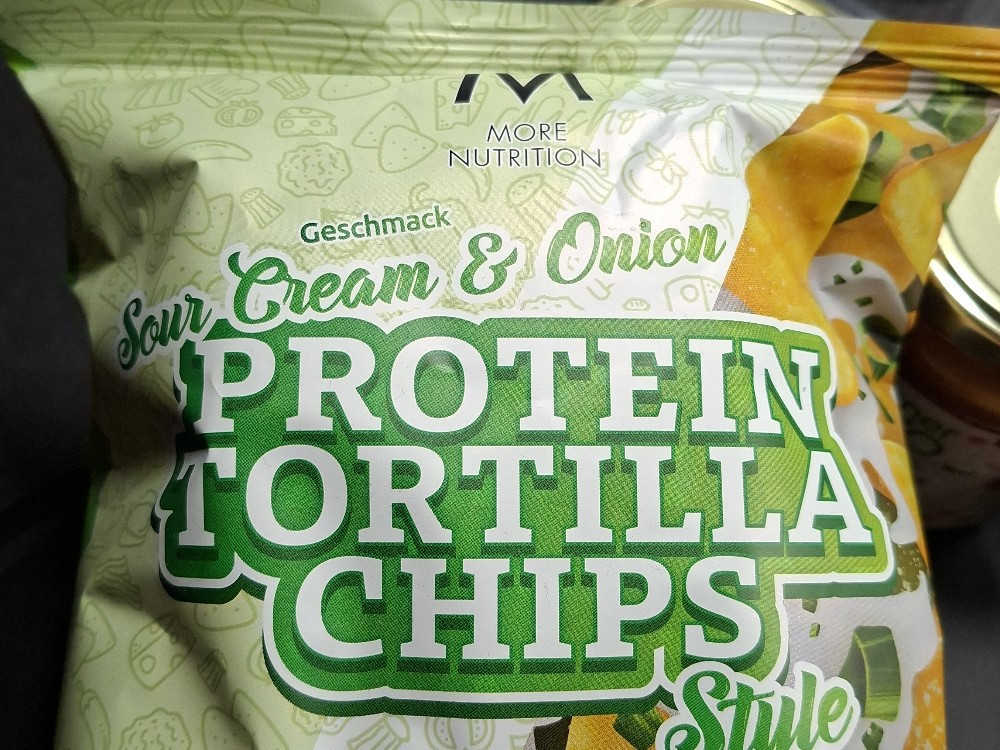 MORE
NUTRITION
Geschmack
Sour Cream & Onion
PROTEIN
TORTILLA
CHIPS
Style